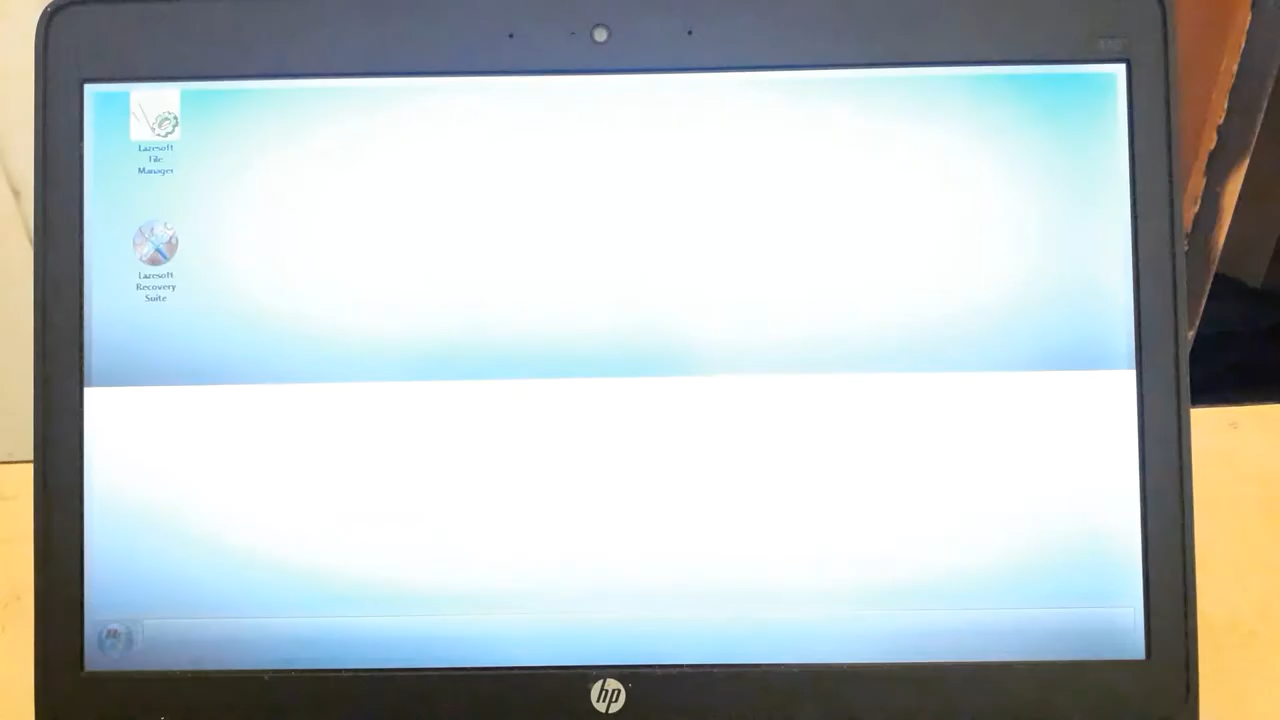 Lazesoft
File
Manager
Lazesoft
Recovery
Suite
hp